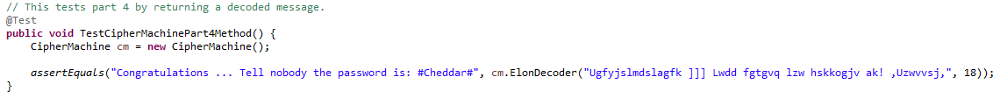 // This tests part 4 by returning a decoded message.
@Test
public void TestCipherMachinePart4Method() {
CipherMachine cm = new CipherMachine();
assertEquals("Congratulations ... Tell nobody the password is: #Cheddar#", cm.ElonDecoder("Ugfyjslmdslagfk ]]] Lwdd fgtgvq lzw hskkogjv ak! ,Uzwvvsj,", 18));
}